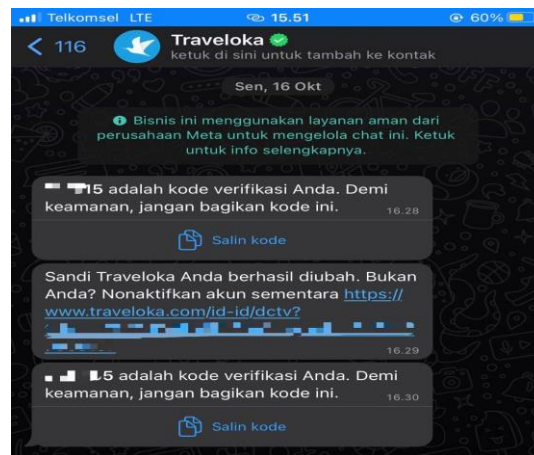 Telkomsel LTE 15.51 60%
116 Traveloka
ketuk di sini untuk tambah ke kontak
Sen, 16 Okt
Bisnis ini menggunakan layanan aman dari
perusahaan Meta untuk mengelola chat ini. Ketuk
untuk info selengkapnya.
15 adalah kode verifikasi Anda. Demi
keamanan, jangan bagikan kode ini. 16.28
Salin kode
Sandi Traveloka Anda berhasil diubah. Bukan
Anda? Nonaktifkan akun sementara https://
www.traveloka.com/id-id/dctv?
16.29
5 adalah kode verifikasi Anda. Demi
keamanan, jangan bagikan kode ini. 16.30
Salin kode